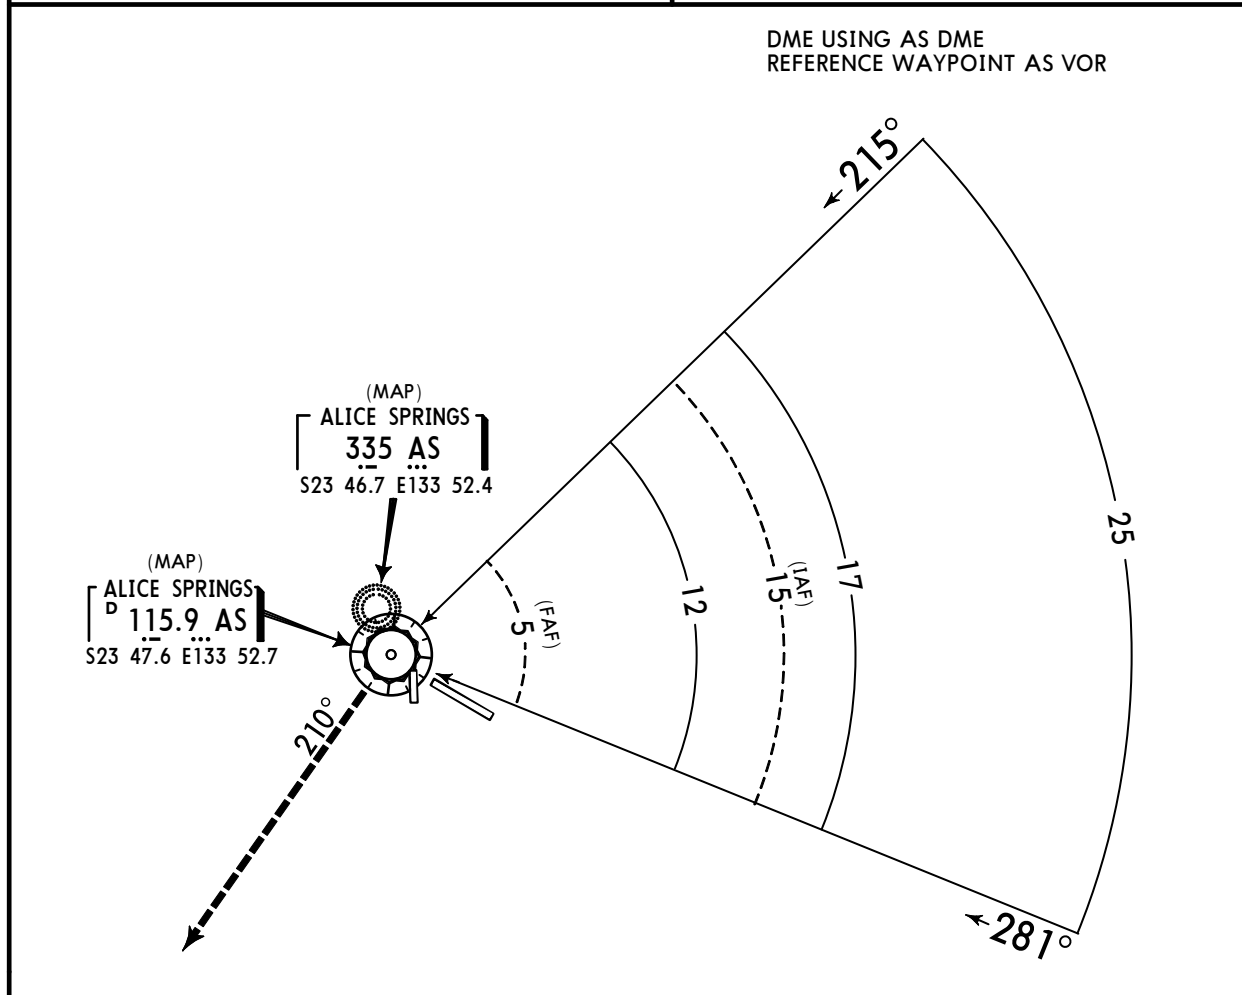 DME USING AS DME
REFERENCE WAYPOINT AS VOR
215°
(MAP)
ALICE SPRINGS
335 AS
S23 46.7 E133 52.4
(MAP)
ALICE SPRINGS
D 115.9 AS
S23 47.6 E133 52.7
210°
5
(FAF)
12
15
(IAF)
17
25
281°